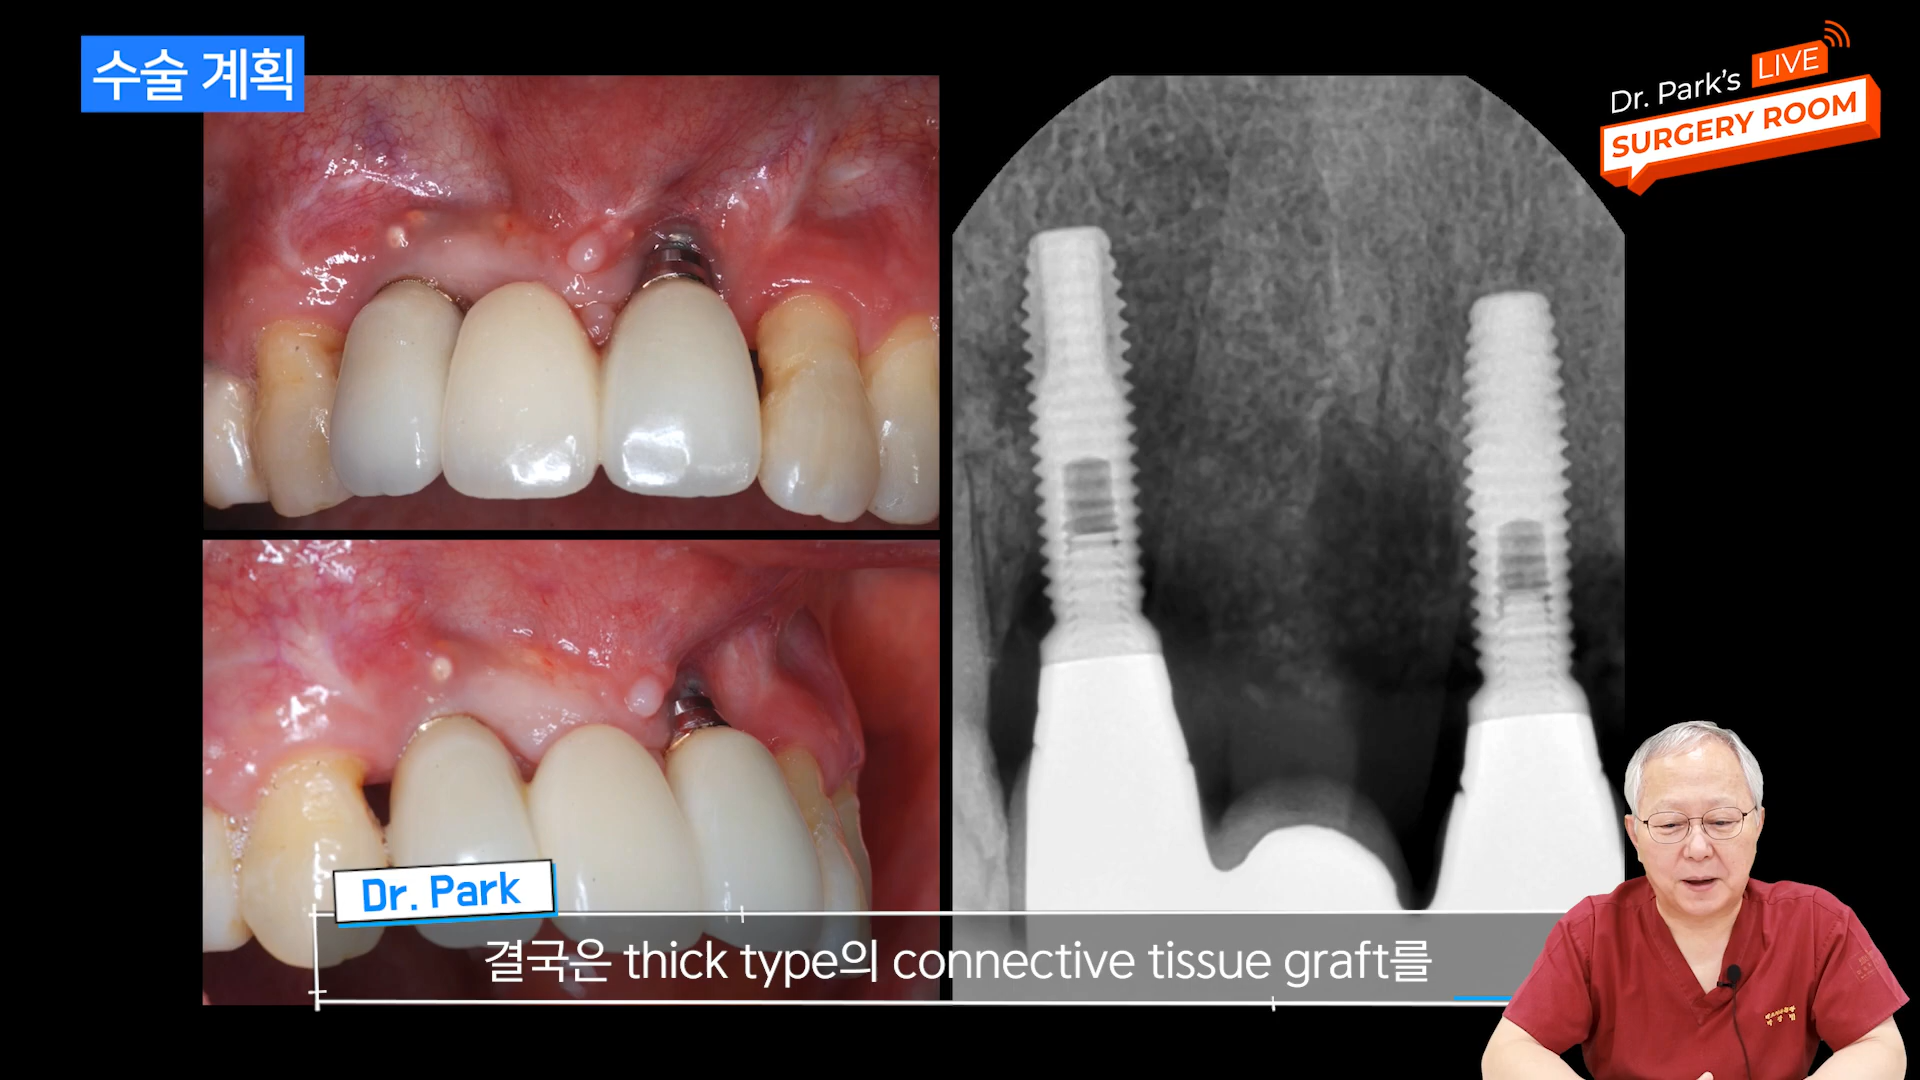 수술 계획
Dr. Park's LIVE
SURGERY ROOM
Dr. Park
결국은 thick type의 connective tissue graft를